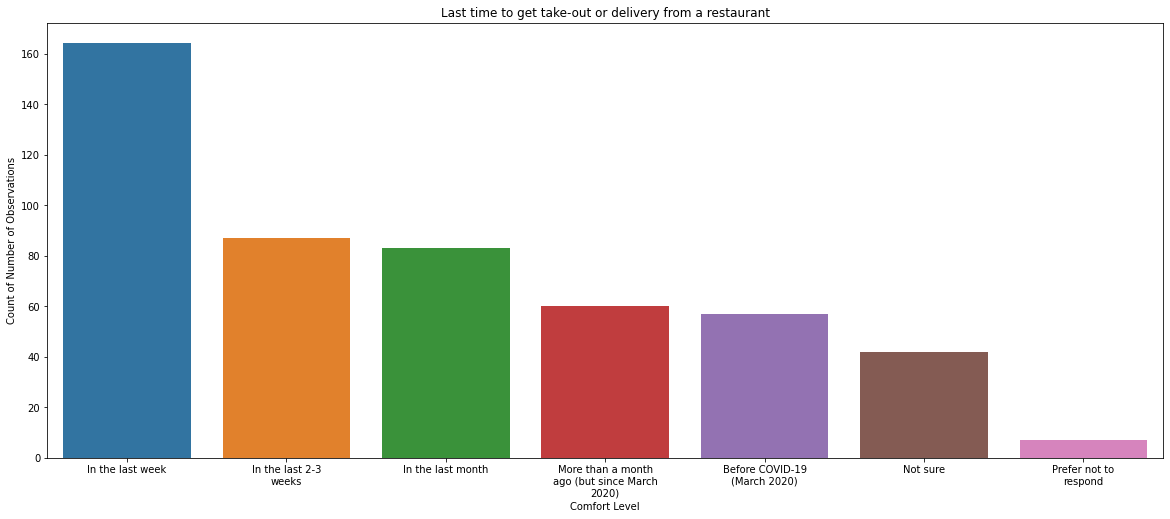 Last time to get take-out or delivery from a restaurant
Count of Number of Observations
160
140
120
100
80
60
40
20
0
In the last week
In the last 2-3
weeks
In the last month
More than a month
ago (but since March
2020)
Before COVID-19
(March 2020)
Not sure
Prefer not to
respond
Comfort Level